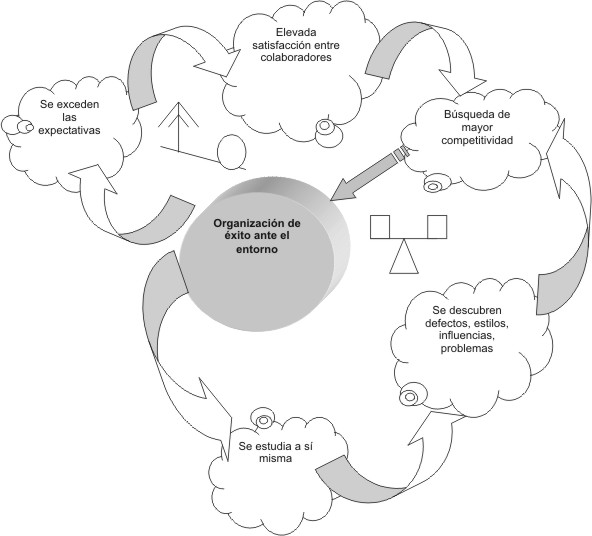 Elevada
satisfacción entre
colaboradores
Se exceden
las
expectativas
Búsqueda de
mayor
competitividad
Organización de
éxito ante el
entorno
Se descubren
defectos, estilos,
influencias,
problemas
Se estudia a sí
misma